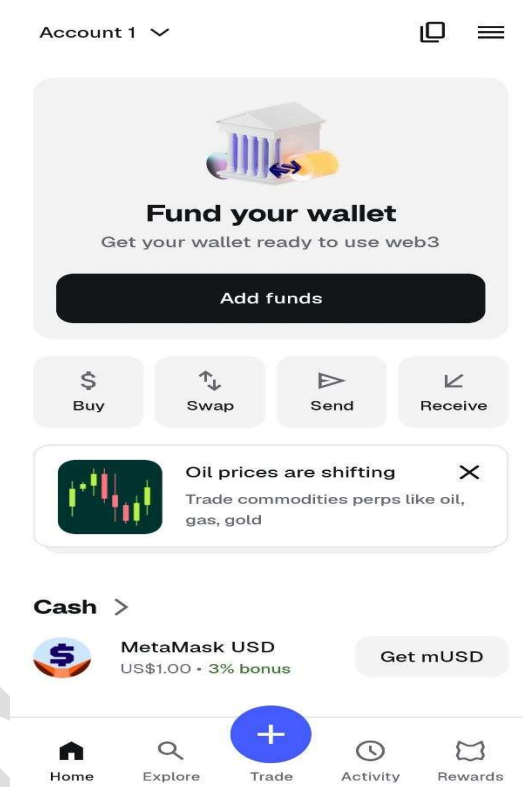 Account 1
Fund your wallet
Get your wallet ready to use web3
Add funds
Buy
Swap
Send
Receive
Oil prices are shifting
Trade commodities perps like oil,
gas, gold
Cash
MetaMask USD
US$1.00 • 3% bonus
Get mUSD
Home
Explore
Trade
Activity
Rewards